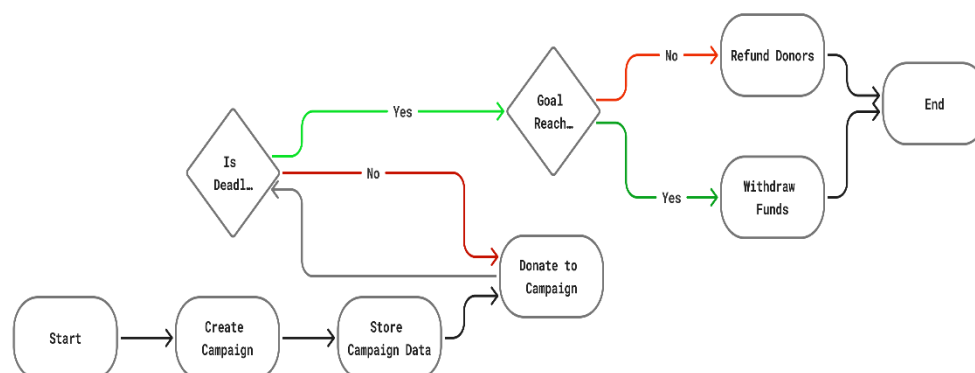 Start
Create
Campaign
Store
Campaign Data
Donate to
Campaign
Is
Deadl…
No
Yes
Goal
Reach…
No
Refund Donors
Yes
Withdraw
Funds
End